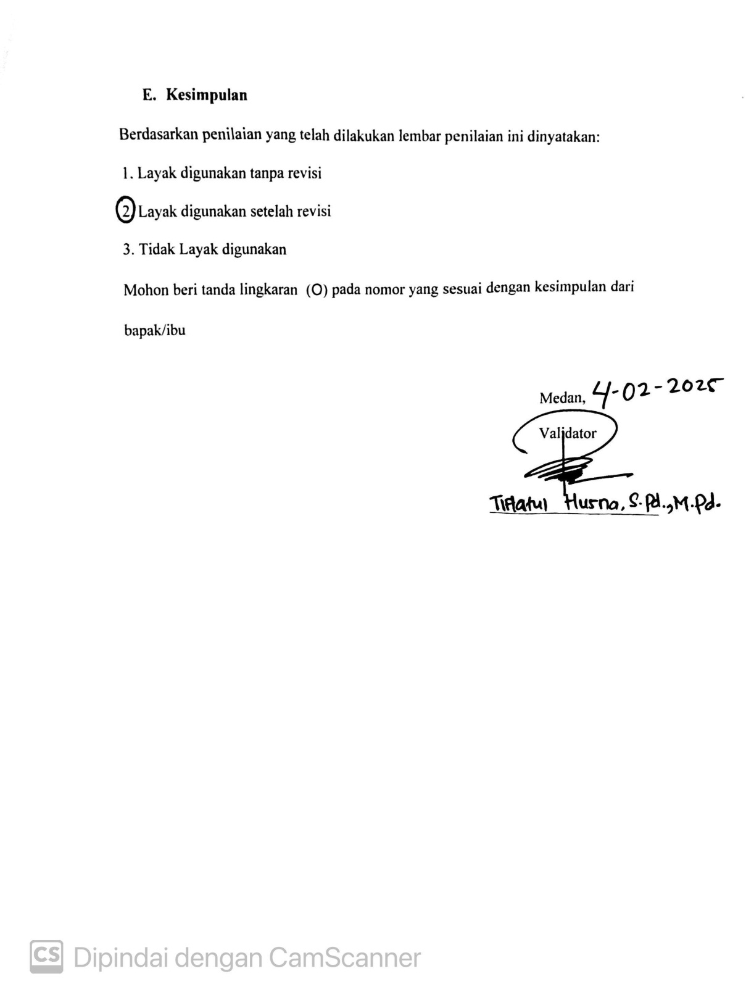 E. Kesimpulan
Berdasarkan penilaian yang telah dilakukan lembar penilaian ini dinyatakan:
1. Layak digunakan tanpa revisi
2 Layak digunakan setelah revisi
3. Tidak Layak digunakan
Mohon beri tanda lingkaran (O) pada nomor yang sesuai dengan kesimpulan dari
bapak/ibu
Medan, 4-02-2025
Validator
Tiflatul Husna, S.Pd., M.Pd.
CS Dipindai dengan CamScanner